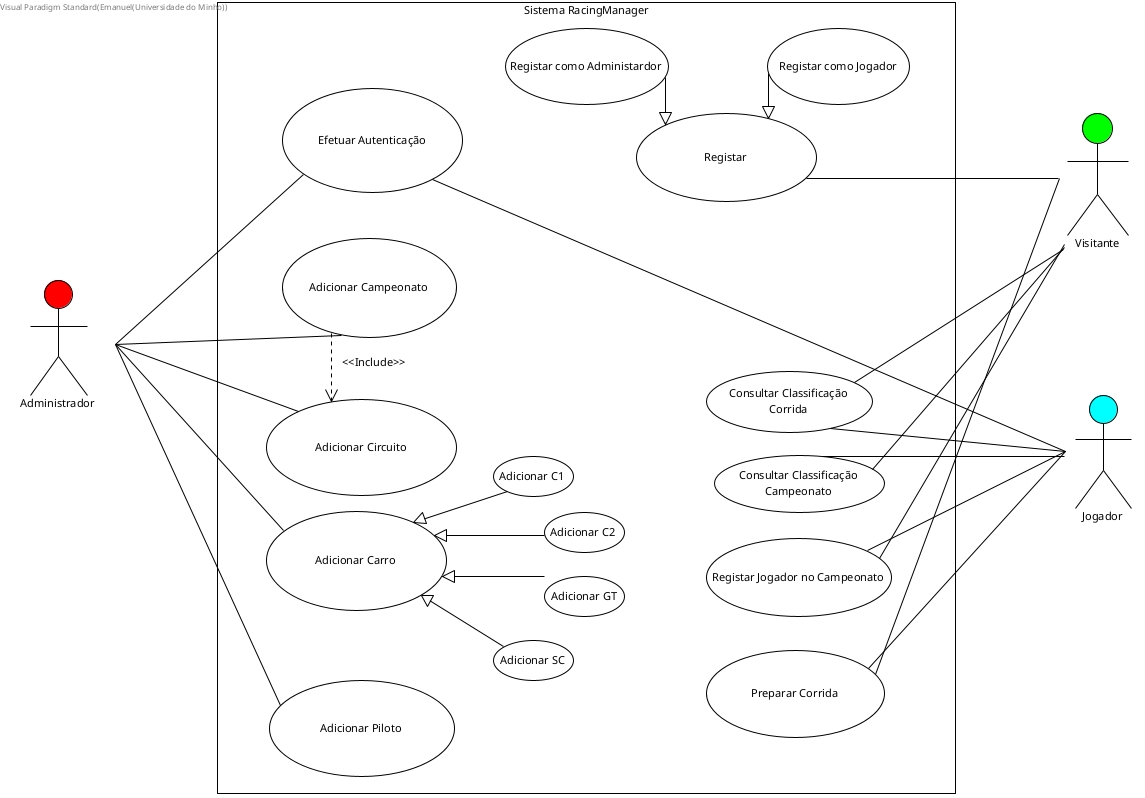 Visual Paradigm Standard(Emanuel(Universidade do Minho))
Sistema RacingManager
Registar como Administardor
Registar como Jogador
Efetuar Autenticação
Registar
Visitante
Adicionar Campeonato
<<Include>>
Administrador
Consultar Classificação
Corrida
Adicionar Circuito
Adicionar C1
Consultar Classificação
Campeonato
Jogador
Adicionar C2
Adicionar Carro
Registar Jogador no Campeonato
Adicionar GT
Adicionar SC
Preparar Corrida
Adicionar Piloto